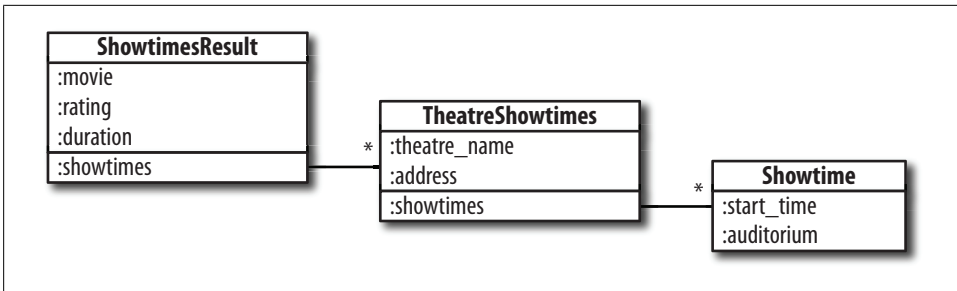 ShowtimesResult
:movie
:rating
:duration
:showtimes
*
TheatreShowtimes
:theatre_name
:address
:showtimes
*
Showtime
:start_time
:auditorium